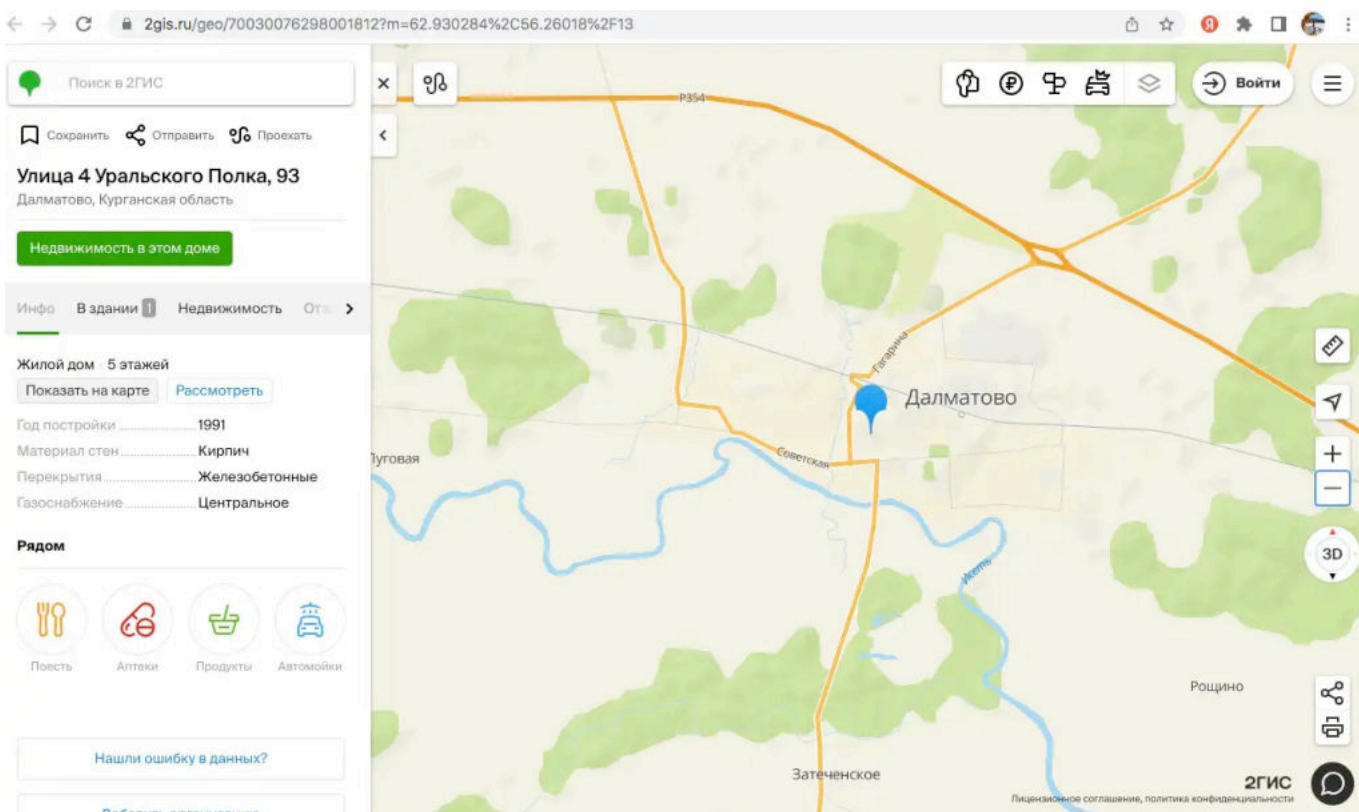 2gis.ru/geo/70030076298001812?m=62.930284%2C56.26018%2F13
Поиск в 2ГИС
Сохранить Отправить Проехать
Улица 4 Уральского Полка, 93
Далматово, Курганская область
Недвижимость в этом доме
Инфо В здании 1 Недвижимость
Жилой дом 5 этажей
Показать на карте Рассмотреть
Год постройки 1991
Материал стен Кирпич
Перекрытия Железобетонные
Газоснабжение Центральное
Рядом
Поесть Аптеки Продукты Автомойки
Нашли ошибку в данных?
Войти
Р354
Гагарина
Далматово
Советская
Исеть
Рощино
Затеченское
3D
2ГИС
Лицензионное соглашение, политика конфиденциальности